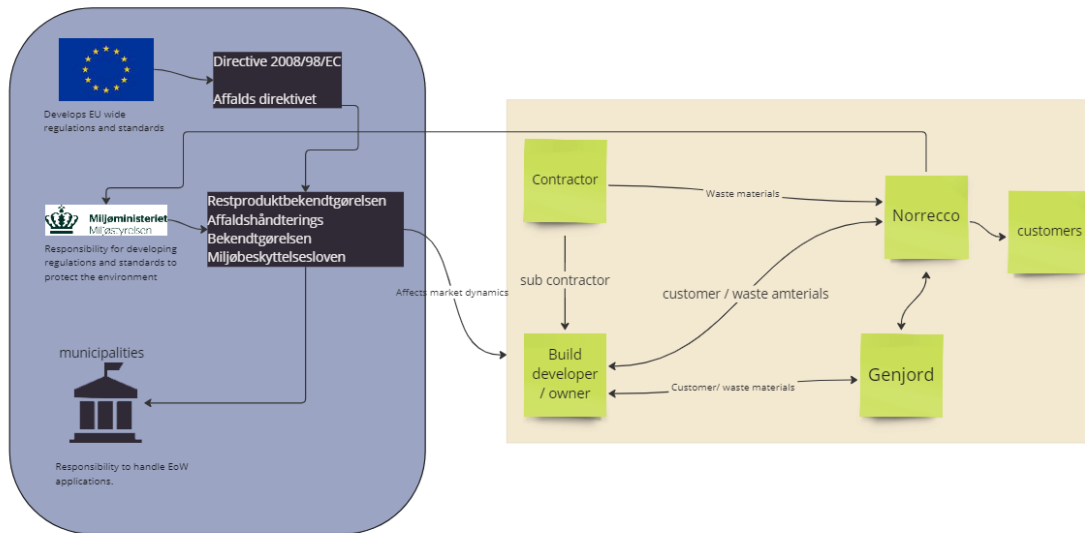 Directive 2008/98/EC
Affalds direktivet
Develops EU wide
regulations and standards
Miljøministeriet
Miljøstyrelsen
Responsibility for developing
regulations and standards to
protect the environment
Restproduktbekendtgørelsen
Affaldshåndterings
Bekendtgørelsen
Miljøbeskyttelsesloven
municipalities
Responsibility to handle EoW
applications.
Affects market dynamics
Contractor
Waste materials
Norrecco
customers
sub contractor
customer / waste amterials
Build
developer
/ owner
Customer/ waste materials
Genjord